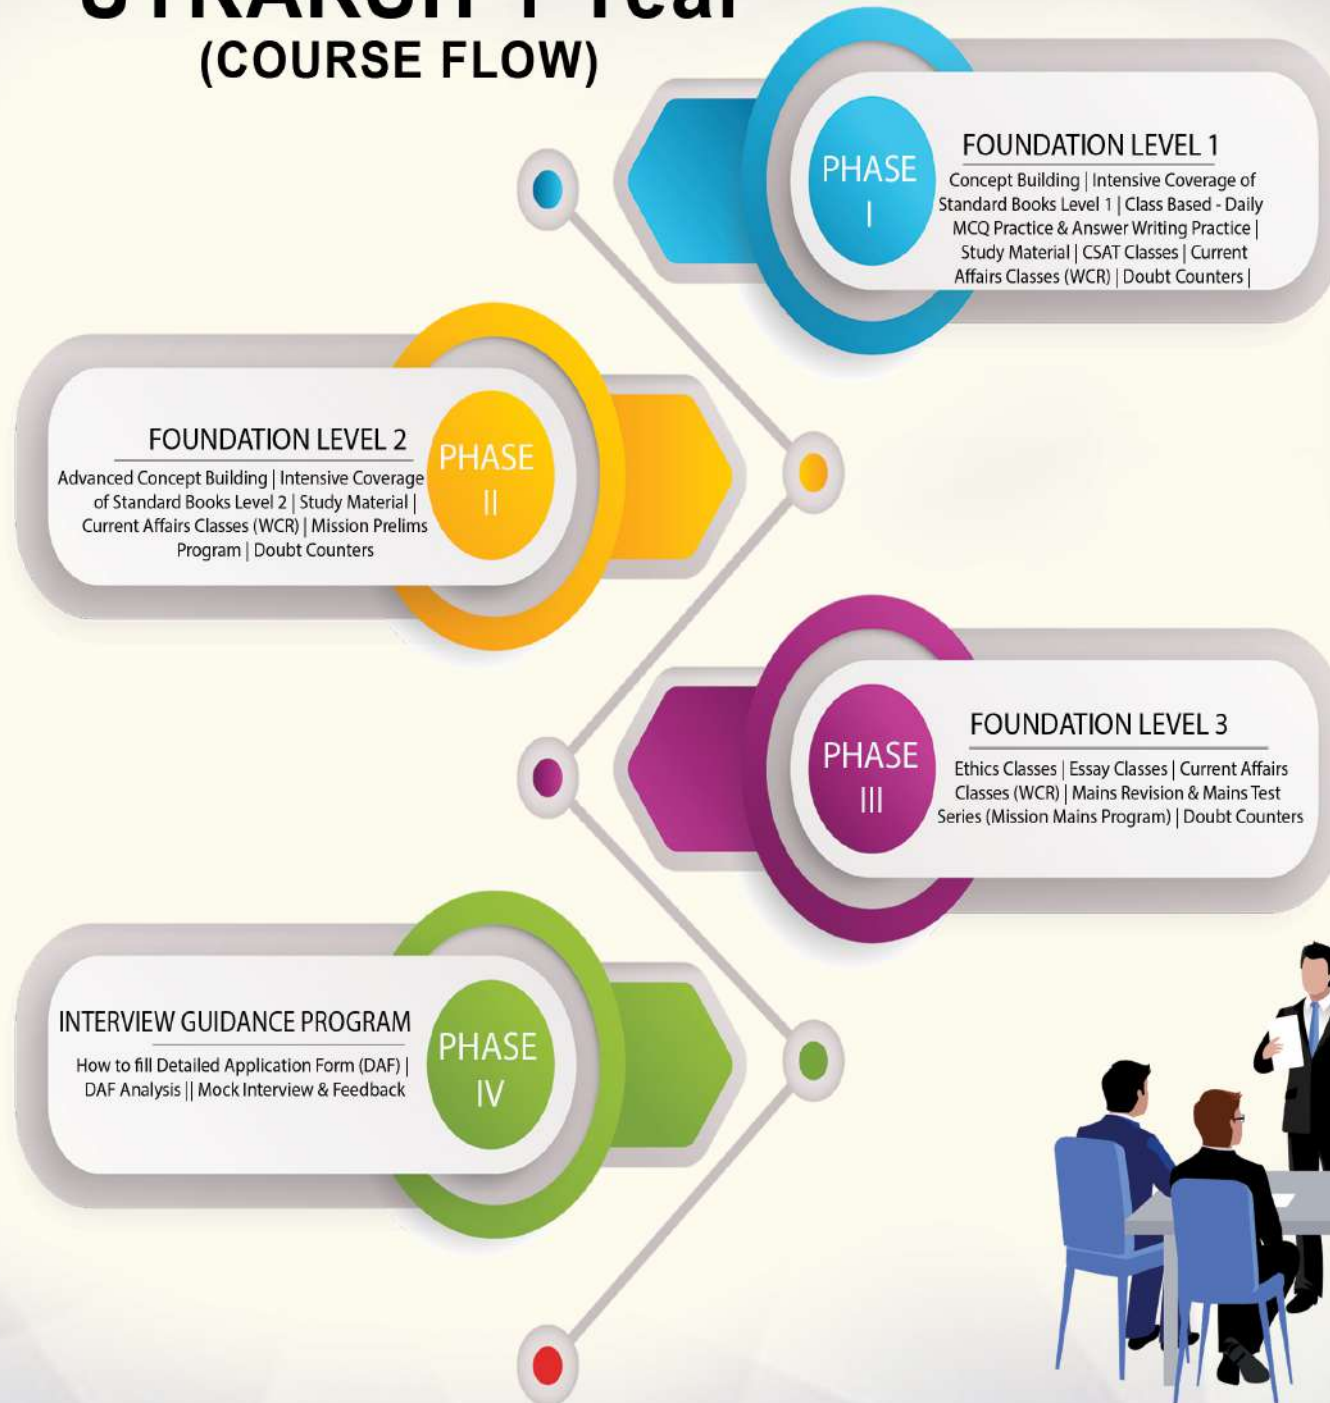 UTKARSH 1 Year
(COURSE FLOW)
PHASE
I
FOUNDATION LEVEL 1
Concept Building | Intensive Coverage of
Standard Books Level 1 | Class Based - Daily
MCQ Practice & Answer Writing Practice |
Study Material | CSAT Classes | Current
Affairs Classes (WCR) | Doubt Counters |
FOUNDATION LEVEL 2
Advanced Concept Building | Intensive Coverage
of Standard Books Level 2 | Study Material |
Current Affairs Classes (WCR) | Mission Prelims
Program | Doubt Counters
PHASE
II
PHASE
III
FOUNDATION LEVEL 3
Ethics Classes | Essay Classes | Current Affairs
Classes (WCR) | Mains Revision & Mains Test
Series (Mission Mains Program) | Doubt Counters
INTERVIEW GUIDANCE PROGRAM
How to fill Detailed Application Form (DAF) |
DAF Analysis || Mock Interview & Feedback
PHASE
IV